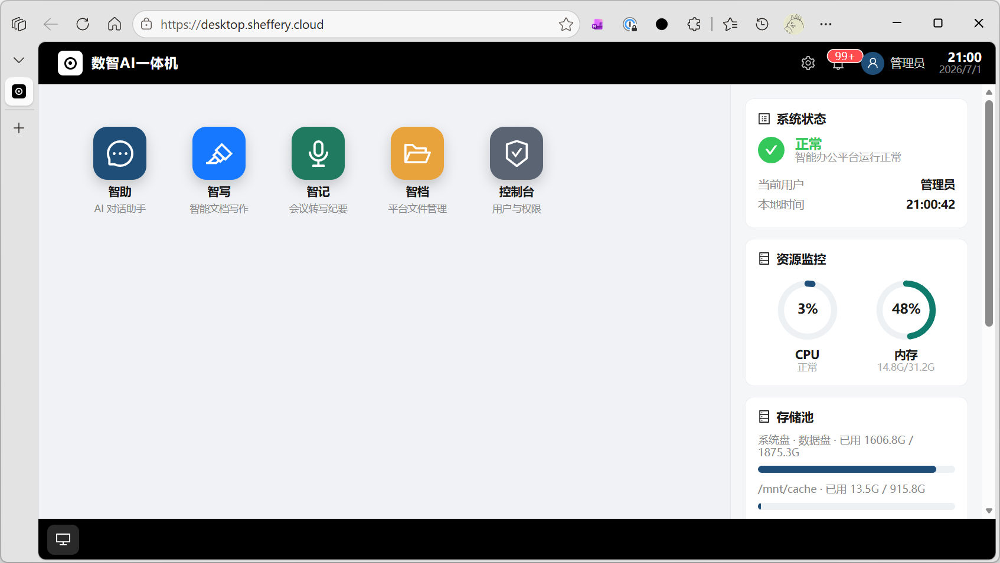 https://desktop.sheffery.cloud
数智AI一体机
99+
管理员
21:00
2026/7/1
智助
AI 对话助手
智写
智能文档写作
智记
会议转写纪要
智档
平台文件管理
控制台
用户与权限
系统状态
正常
智能办公平台运行正常
当前用户 管理员
本地时间 21:00:42
资源监控
3%
CPU
正常
48%
内存
14.8G/31.2G
存储池
系统盘 · 数据盘 · 已用 1606.8G /
1875.3G
/mnt/cache · 已用 13.5G / 915.8G